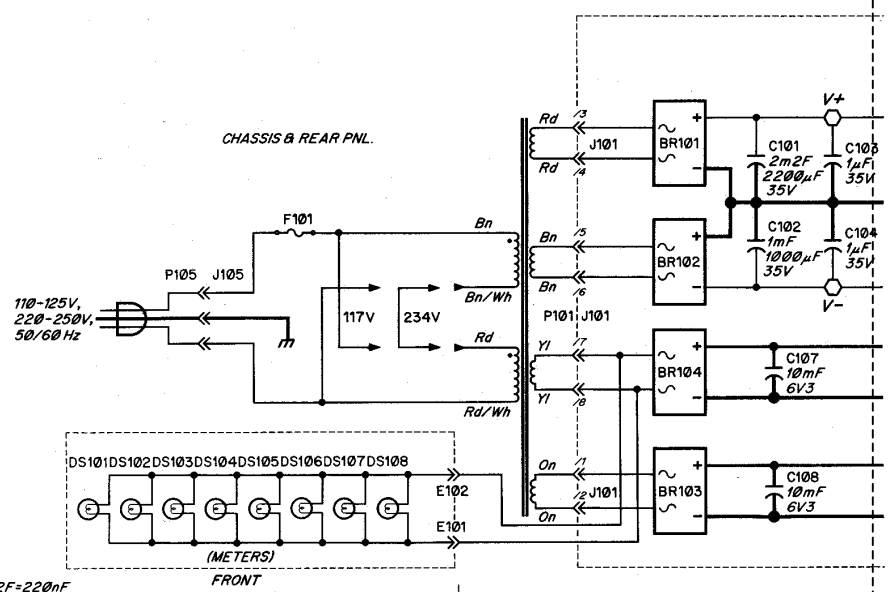 CHASSIS & REAR PNL.
F101
P105 J105
110-125V,
220-250V,
50/60 Hz
117V
234V
Bn
Bn/Wh
Rd
Rd/Wh
Rd
Rd
/3
/4
J101
BR101
+
-
V+
C101
2m2F
2200µF
35V
C103
1µF
35V
Bn
Bn
/5
/6
BR102
+
-
C102
1mF
1000µF
35V
C104
1µF
35V
V-
P101 J101
Yl
Yl
/7
/8
BR104
+
-
C107
10mF
6V3
On
On
/1
/2
J101
BR103
+
-
C108
10mF
6V3
DS101 DS102 DS103 DS104 DS105 DS106 DS107 DS108
E102
E101
(METERS)
FRONT
2F=220nF